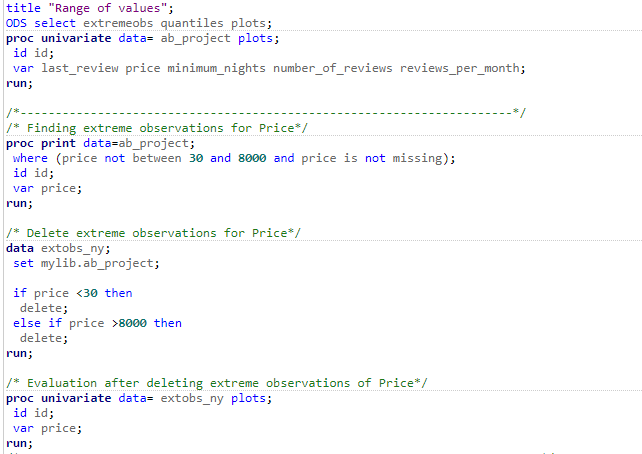 title "Range of values";
ODS select extremeobs quantiles plots;
proc univariate data= ab_project plots;
id id;
var last_review price minimum_nights number_of_reviews reviews_per_month;
run;
/*----------------------------------------------------------------------*/
/* Finding extreme observations for Price*/
proc print data=ab_project;
where (price not between 30 and 8000 and price is not missing);
id id;
var price;
run;
/* Delete extreme observations for Price*/
data extobs_ny;
set mylib.ab_project;
if price <30 then
delete;
else if price >8000 then
delete;
run;
/* Evaluation after deleting extreme observations of Price*/
proc univariate data= extobs_ny plots;
id id;
var price;
run;